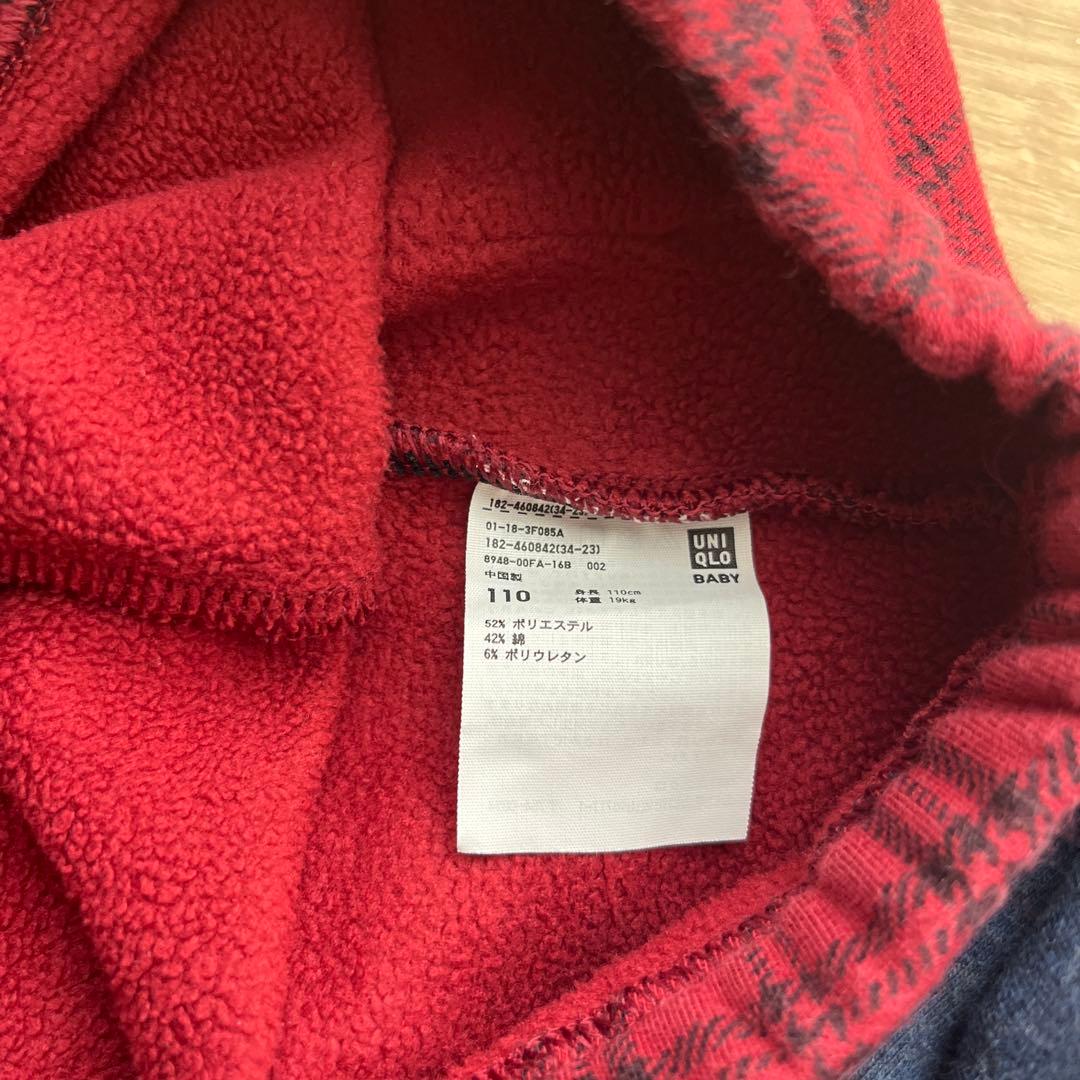 182-460842(34-23)
01-18-3F085A
182-460842(34-23)
8948-00FA-16B 002
中国製
110 身長 110cm
体重 19kg
52% ポリエステル
42% 綿
6% ポリウレタン
UNI
QLO
BABY